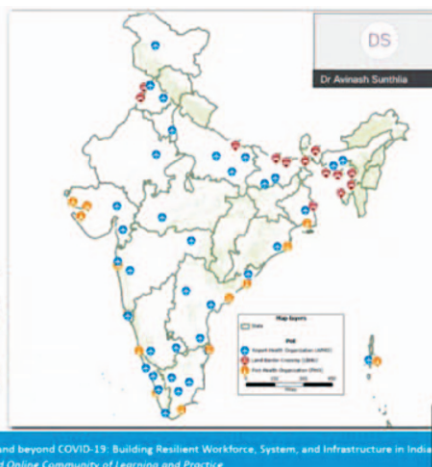 DS
Dr Avinash Sunthlia
Map layers
State
PoE
Airport Health Organization (APHO)
Land Border Crossing
Port Health Organization (PHO)
and beyond COVID-19: Building Resilient Workforce, System, and Infrastructure in India
Online Community of Learning and Practice